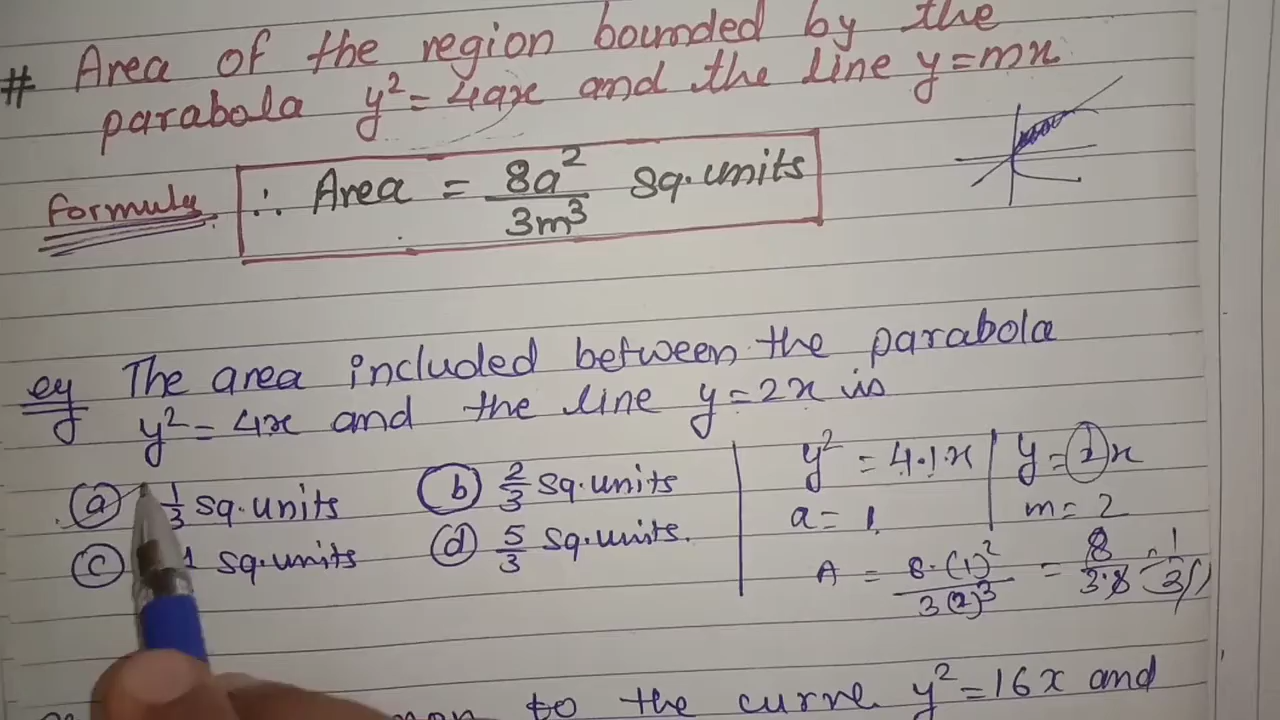 # Area of the region bounded by the
parabola y² = 4ax and the line y=mx
Formula ∴ Area = 8a²/3m³ sq.units
eg The area included between the parabola
y² = 4x and the line y=2x is
(a) 1/3 sq.units (b) 2/3 sq.units
(c) 1 sq.units (d) 5/3 sq.units.
y² = 4.1.x | y=2x
a = 1, m = 2
A = 8.(1)²/3(2)³ = 8/3.8 = 1/3
to the curve y²=16x and